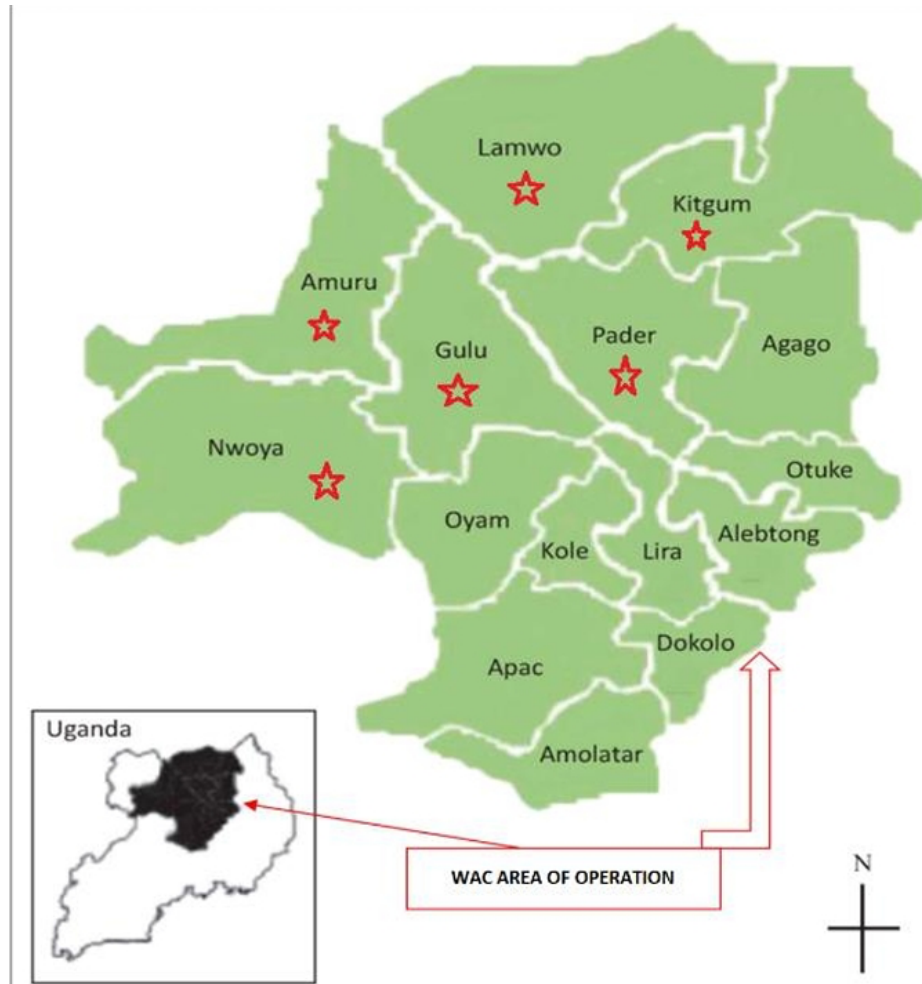 Lamwo
Kitgum
Amuru
Gulu
Pader
Agago
Nwoya
Otuke
Oyam
Kole
Lira
Alebtong
Dokolo
Apac
Amolatar
Uganda
WAC AREA OF OPERATION
N